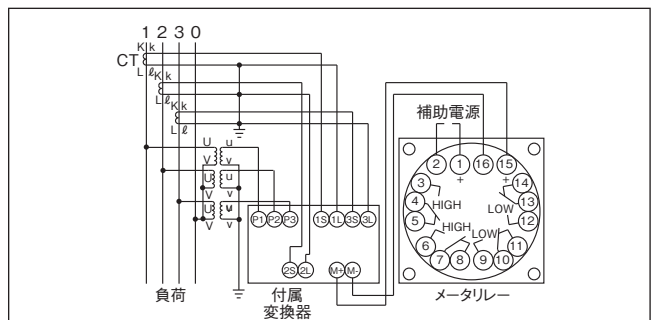 1 2 3 0
K k
CT
L ℓ K k
L ℓ K k
L ℓ
U u
V v
U u
V v
U u
V v
P1 P2 P3 1S 1L 3S 3L
2S 2L M+ M-
負荷
付属
変換器
補助電源
2 1 16 15
+ +
3 14
4 HIGH 13
5 LOW 12
HIGH LOW
6 11
7 8 9 10
メータリレー